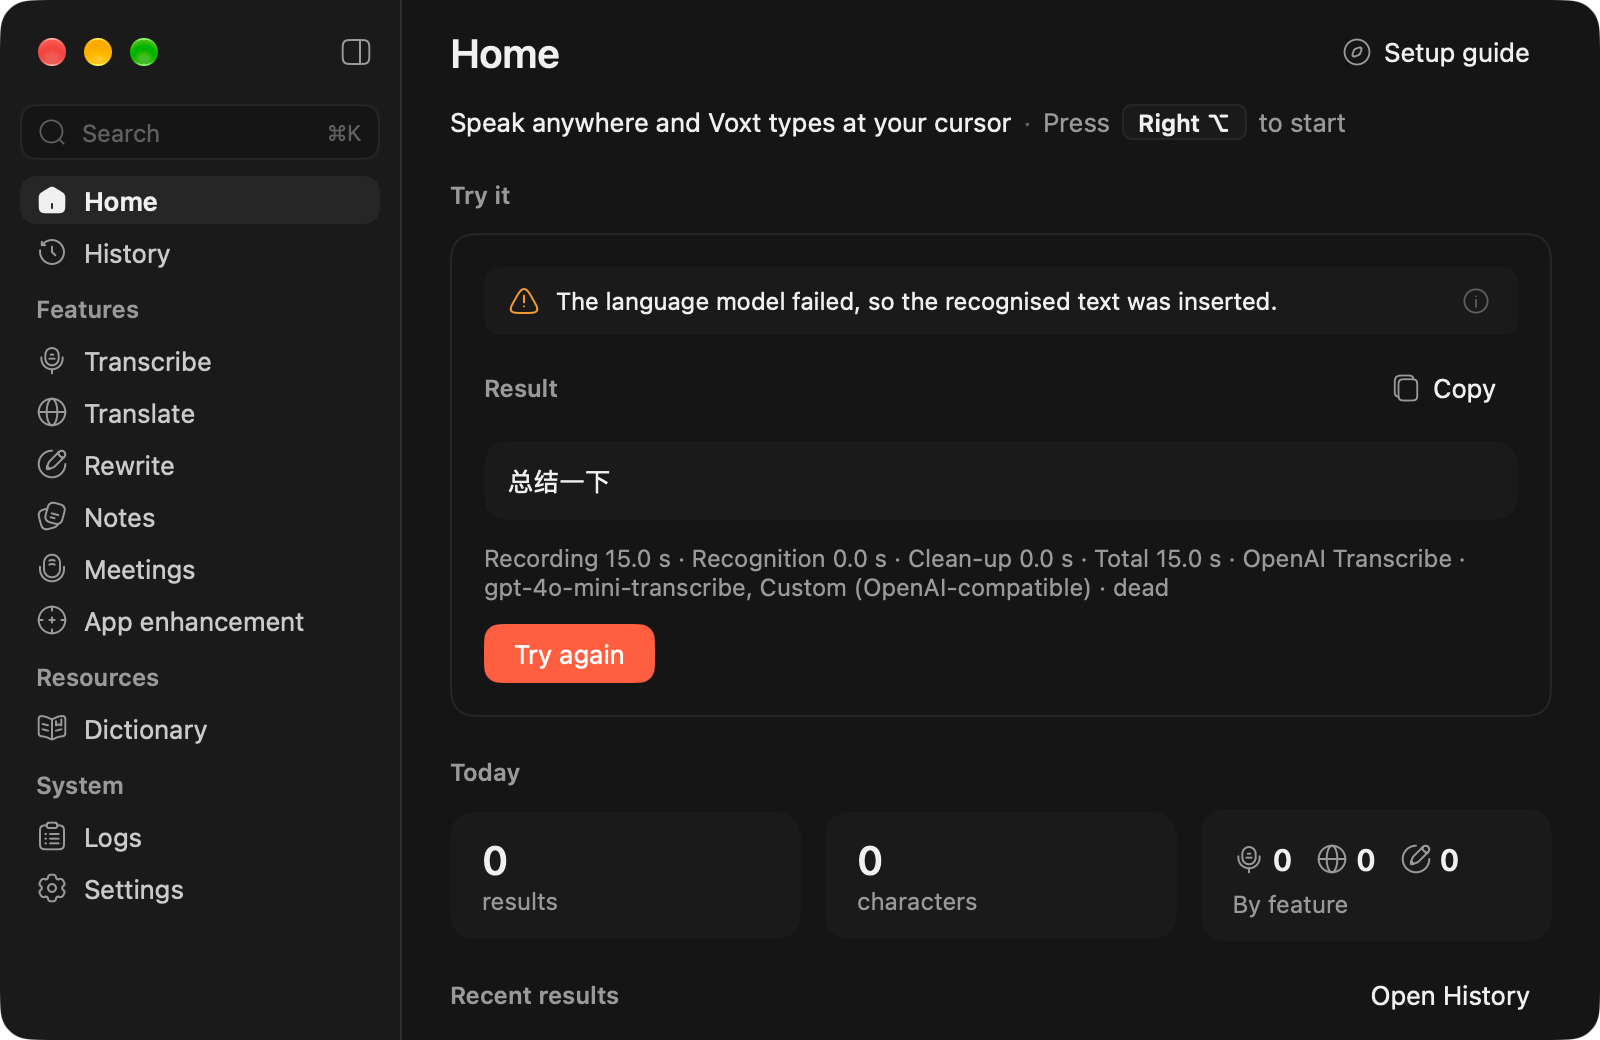 Search ⌘K
Home
History
Features
Transcribe
Translate
Rewrite
Notes
Meetings
App enhancement
Resources
Dictionary
System
Logs
Settings
Home
Setup guide
Speak anywhere and Voxt types at your cursor · Press Right ⌥ to start
Try it
The language model failed, so the recognised text was inserted.
Result
Copy
总结一下
Recording 15.0 s · Recognition 0.0 s · Clean-up 0.0 s · Total 15.0 s · OpenAI Transcribe ·
gpt-4o-mini-transcribe, Custom (OpenAI-compatible) · dead
Try again
Today
0
results
0
characters
0 0 0
By feature
Recent results
Open History